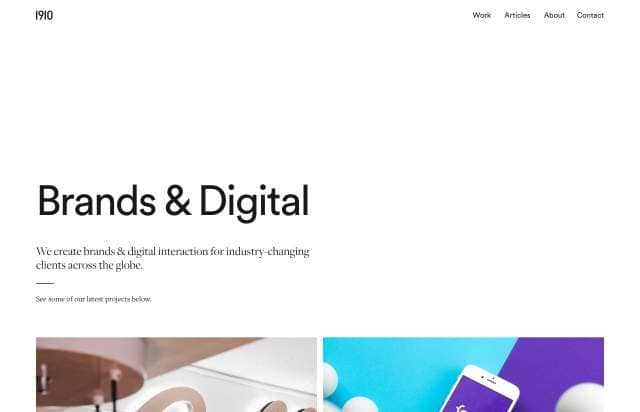 1910
Work Articles About Contact
Brands & Digital
We create brands & digital interaction for industry-changing
clients across the globe.
See some of our latest projects below.